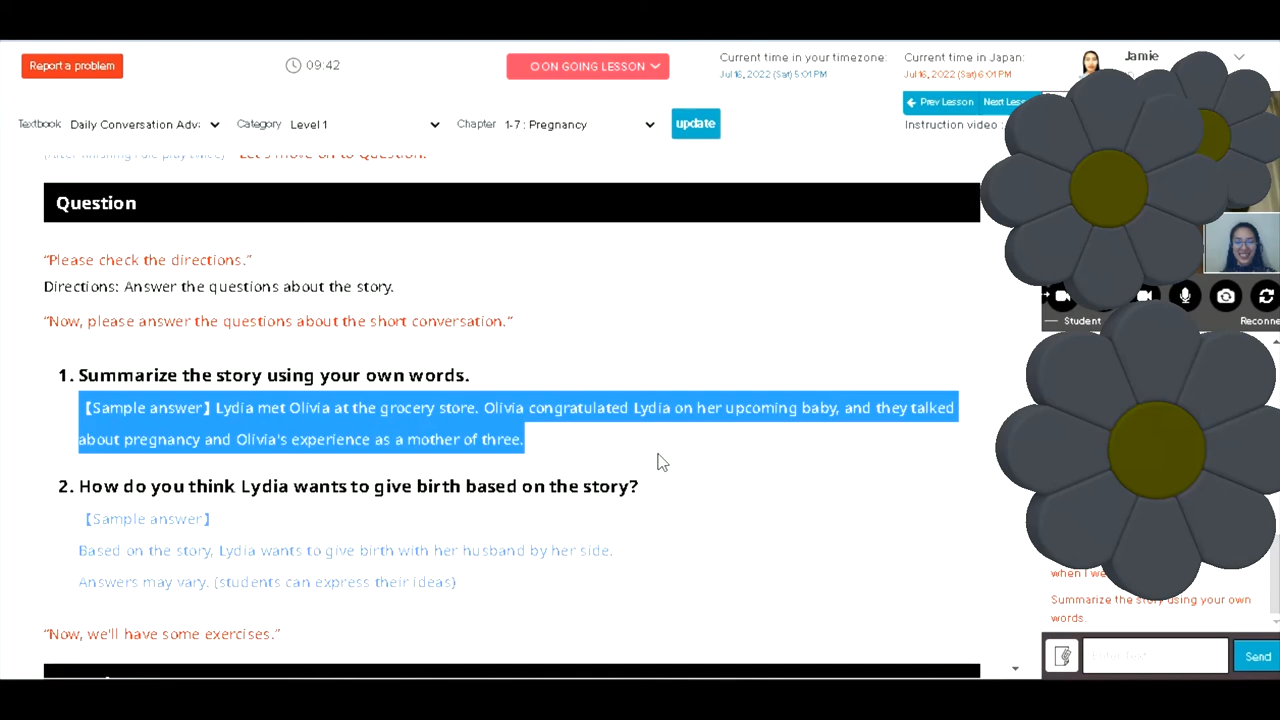 Report a problem
09:42
ON GOING LESSON
Current time in your timezone:
Jul 16, 2022 (Sat) 5:01 PM
Current time in Japan:
Jul 16, 2022 (Sat) 6:01 PM
Jamie
Prev Lesson Next
Textbook Daily Conversation Adv Category Level 1 Chapter 1-7 : Pregnancy update
Instruction video :
Let's move on to Question.
Question
“Please check the directions.”
Directions: Answer the questions about the story.
“Now, please answer the questions about the short conversation.”
1. Summarize the story using your own words.
【Sample answer】Lydia met Olivia at the grocery store. Olivia congratulated Lydia on her upcoming baby, and they talked
about pregnancy and Olivia's experience as a mother of three.
2. How do you think Lydia wants to give birth based on the story?
【Sample answer】
Based on the story, Lydia wants to give birth with her husband by her side.
Answers may vary. (students can express their ideas)
“Now, we'll have some exercises.”
Student
when I
Summarize the story using your own
words.
Send